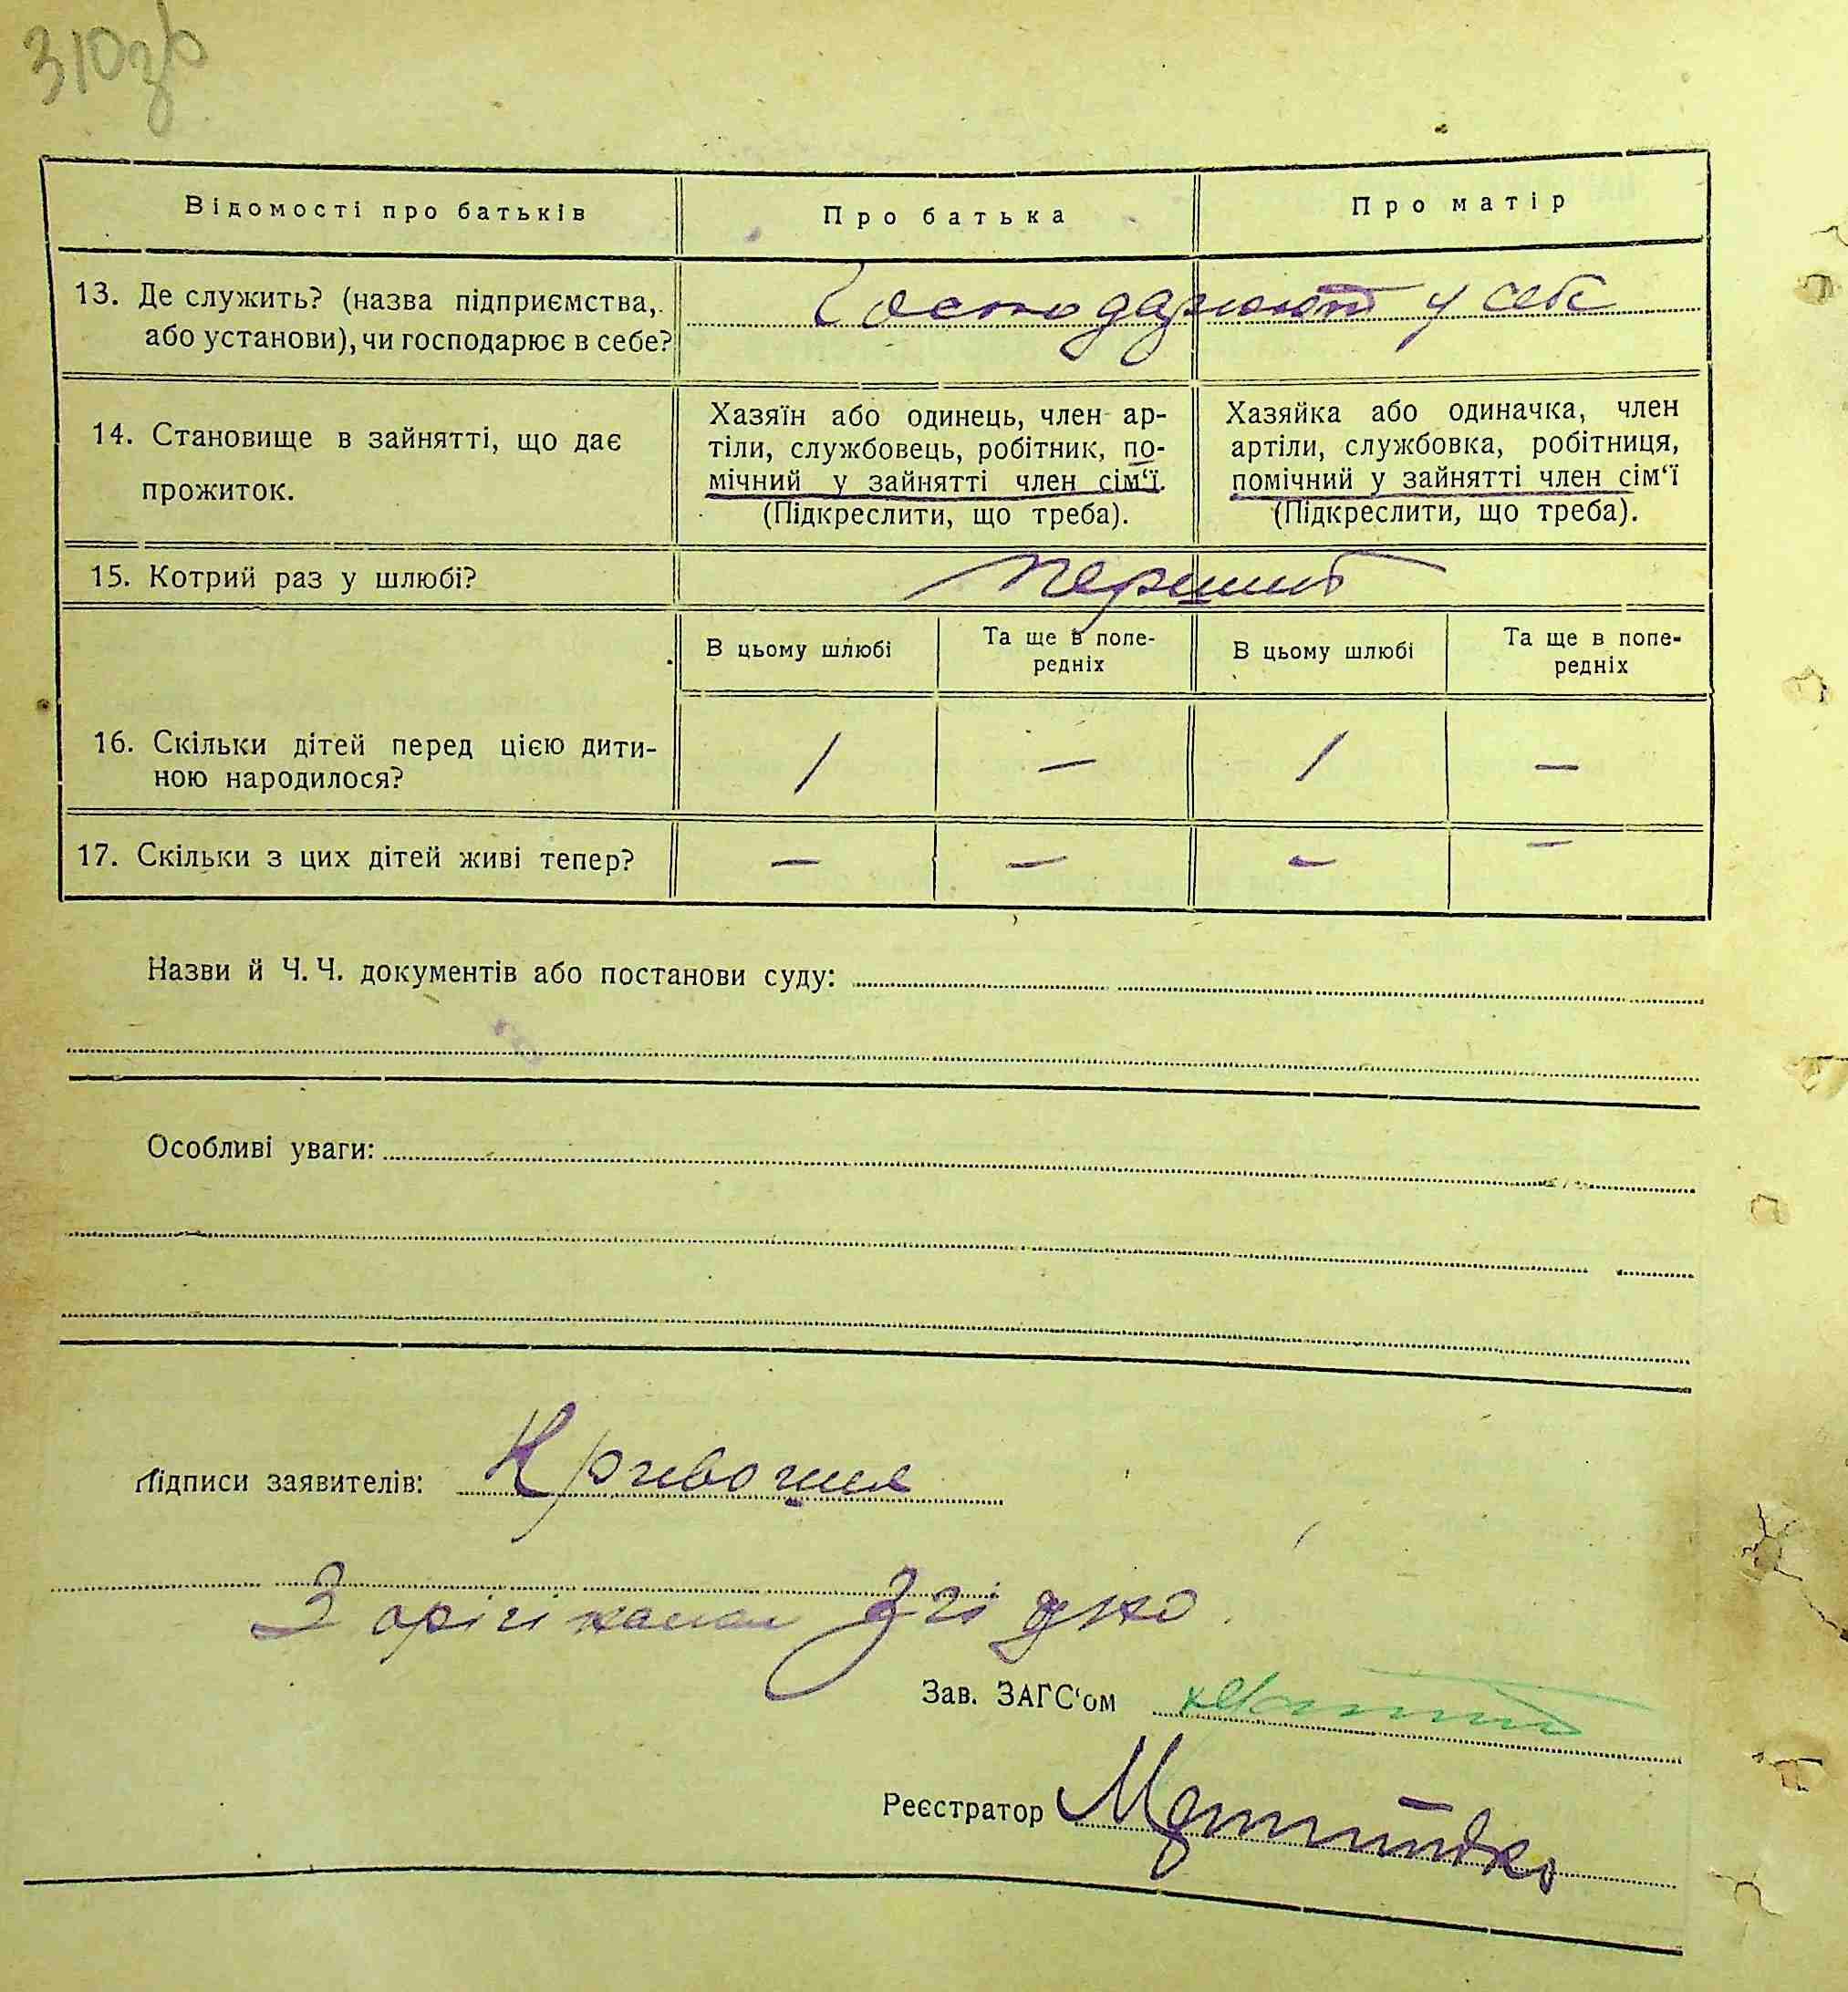 310зв
Відомості про батьків
Про батька
Про матір
13. Де служить? (назва підприємства,
або установи), чи господарює в себе?
Господарюють у себе
14. Становище в зайнятті, що дає
прожиток.
Хазяїн або одинець, член ар-
тіли, службовець, робітник, по-
мічний у зайнятті член сім‘ї.
(Підкреслити, що треба).
Хазяйка або одиначка, член
артіли, службовка, робітниця,
помічний у зайнятті член сім‘ї
(Підкреслити, що треба).
15. Котрий раз у шлюбі?
перший
В цьому шлюбі
Та ще в попе-
редніх
В цьому шлюбі
Та ще в попе-
редніх
16. Скільки дітей перед цією дити-
ною народилося?
1 — 1 —
17. Скільки з цих дітей живі тепер?
— — — —
Назви й Ч. Ч. документів або постанови суду:
Особливі уваги:
Підписи заявителів: Кривошия
З орігіналом згідно
Зав. ЗАГС‘ом
Реєстратор